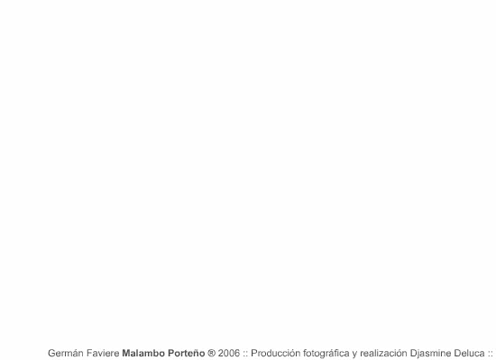 Germán Faviere Malambo Porteño ® 2006 :: Producción fotográfica y realización Djasmine Deluca ::